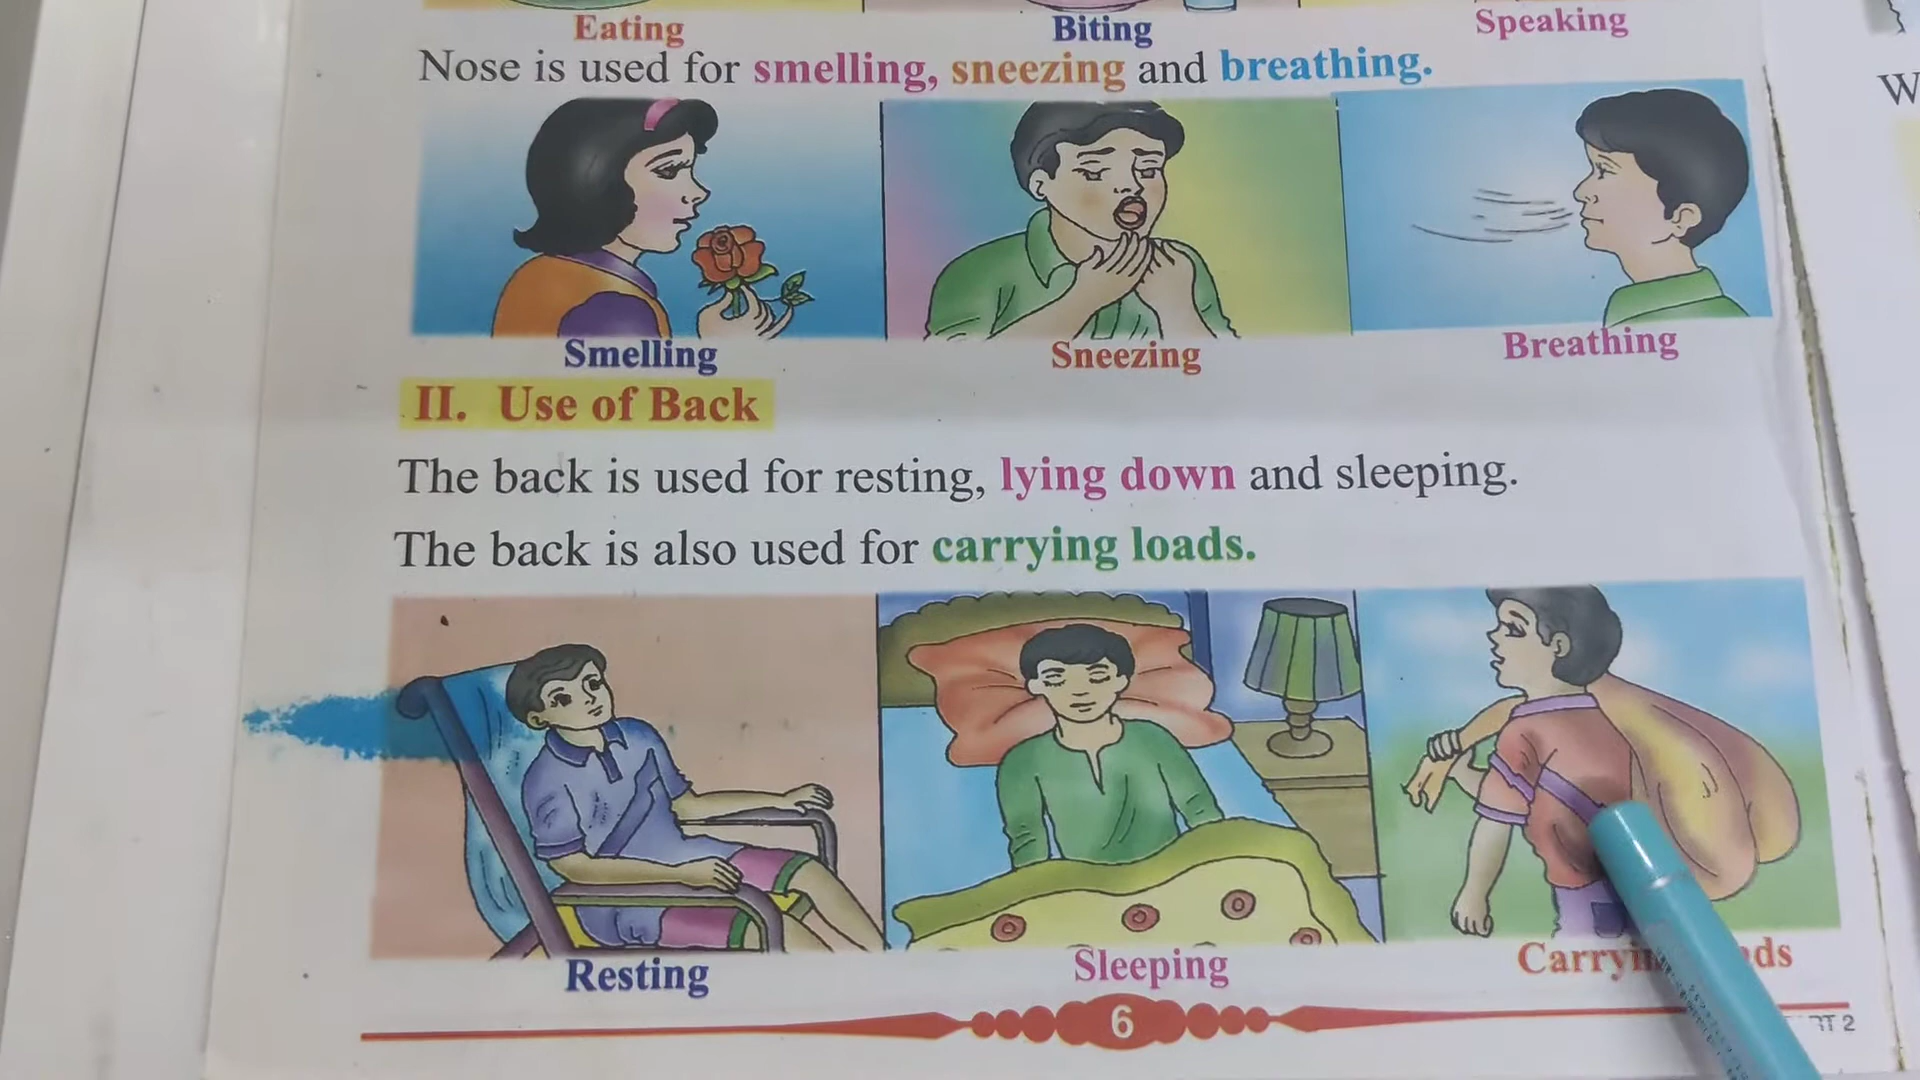 Eating Biting Speaking
Nose is used for smelling, sneezing and breathing.
Smelling Sneezing Breathing
II. Use of Back
The back is used for resting, lying down and sleeping.
The back is also used for carrying loads.
Resting Sleeping
6
2
W